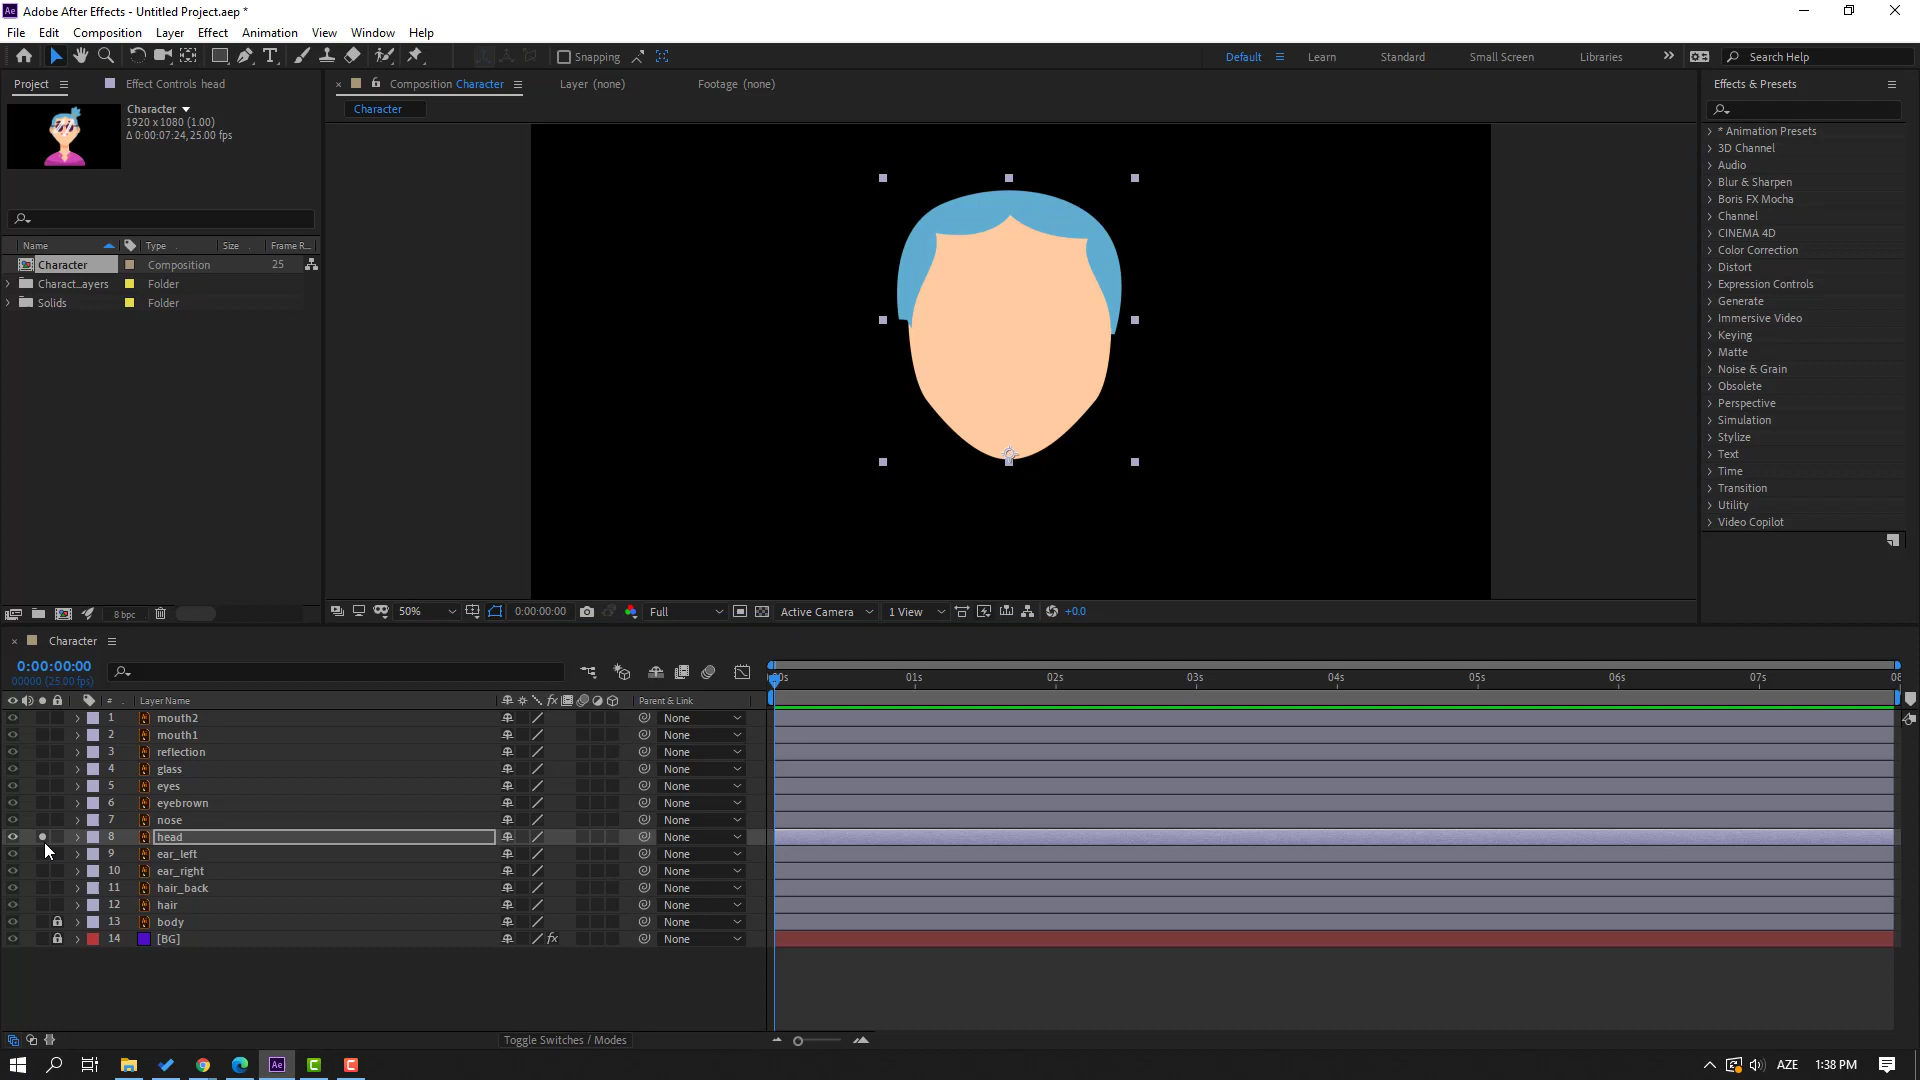 Adobe After Effects - Untitled Project.aep *
File Edit Composition Layer Effect Animation View Window Help
Snapping Default Learn Standard Small Screen Libraries Search Help
Project Effect Controls head
Character
1920 x 1080 (1.00)
Δ 0:00:07:24, 25.00 fps
Name Type Size Frame R...
Character Composition 25
Charact..ayers Folder
Solids Folder
8 bpc
Composition Character Layer (none) Footage (none)
Character
50% 0:00:00:00 Full Active Camera 1 View +0.0
Effects & Presets
* Animation Presets
3D Channel
Audio
Blur & Sharpen
Boris FX Mocha
Channel
CINEMA 4D
Color Correction
Distort
Expression Controls
Generate
Immersive Video
Keying
Matte
Noise & Grain
Obsolete
Perspective
Simulation
Stylize
Text
Time
Transition
Utility
Video Copilot
Character
0:00:00:00
00000 (25.00 fps)
00s 01s 02s 03s 04s 05s 06s 07s 08
# Layer Name Parent & Link
1 mouth2 None
2 mouth1 None
3 reflection None
4 glass None
5 eyes None
6 eyebrown None
7 nose None
8 head None
9 ear_left None
10 ear_right None
11 hair_back None
12 hair None
13 body None
14 [BG] None
Toggle Switches / Modes
AZE 1:38 PM